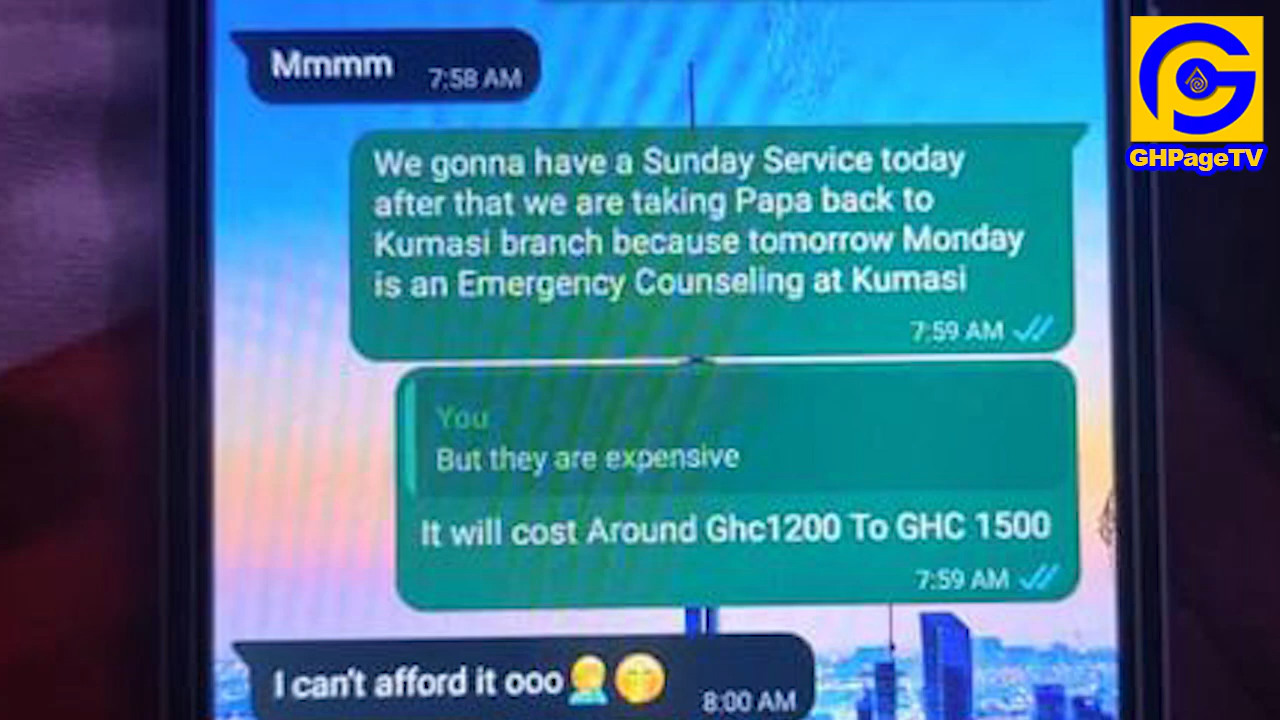 GHPageTV
Mmmm
7:58 AM
We gonna have a Sunday Service today
after that we are taking Papa back to
Kumasi branch because tomorrow Monday
is an Emergency Counseling at Kumasi
7:59 AM
You
But they are expensive
It will cost Around Ghc1200 To GHC 1500
7:59 AM
I can't afford it ooo🤦😁
8:00 AM